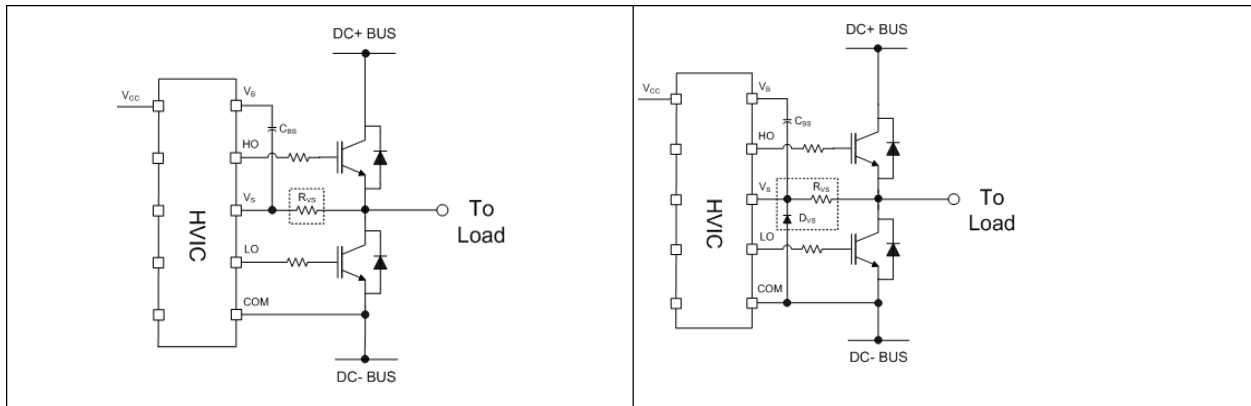 DC+ BUS
VCC
VB
CBS
HO
VS
RVS
To
Load
HVIC
LO
COM
DC- BUS
DC+ BUS
VCC
VB
CBS
HO
VS
RVS
To
Load
DVS
HVIC
LO
COM
DC- BUS